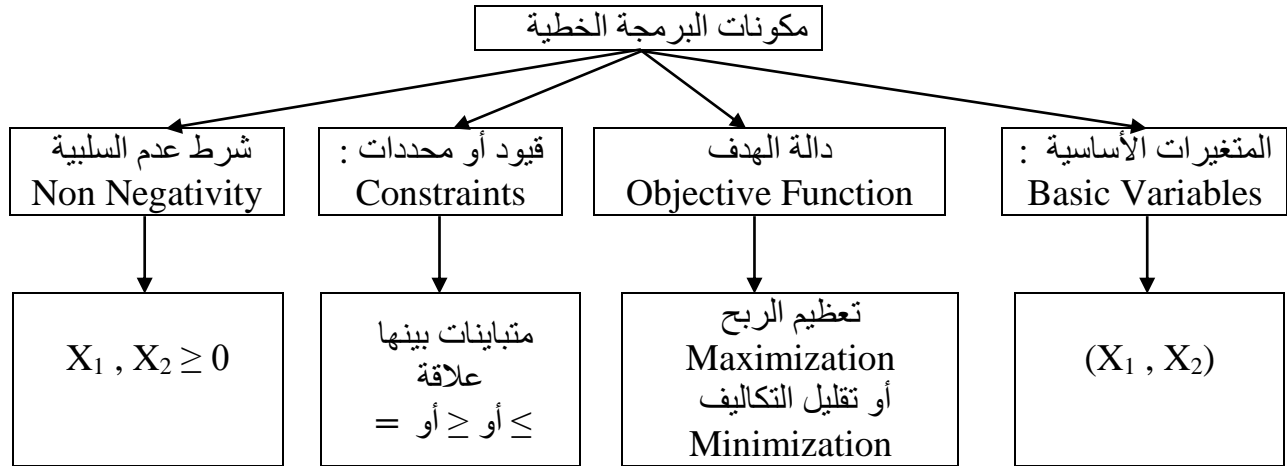 مكونات البرمجة الخطية
المتغيرات الأساسية :
Basic Variables
دالة الهدف
Objective Function
قيود أو محددات :
Constraints
شرط عدم السلبية
Non Negativity
(X₁ , X₂)
تعظيم الربح
Maximization
أو تقليل التكاليف
Minimization
متباينات بينها
علاقة
≥ أو ≤ أو =
X₁ , X₂ ≥ 0